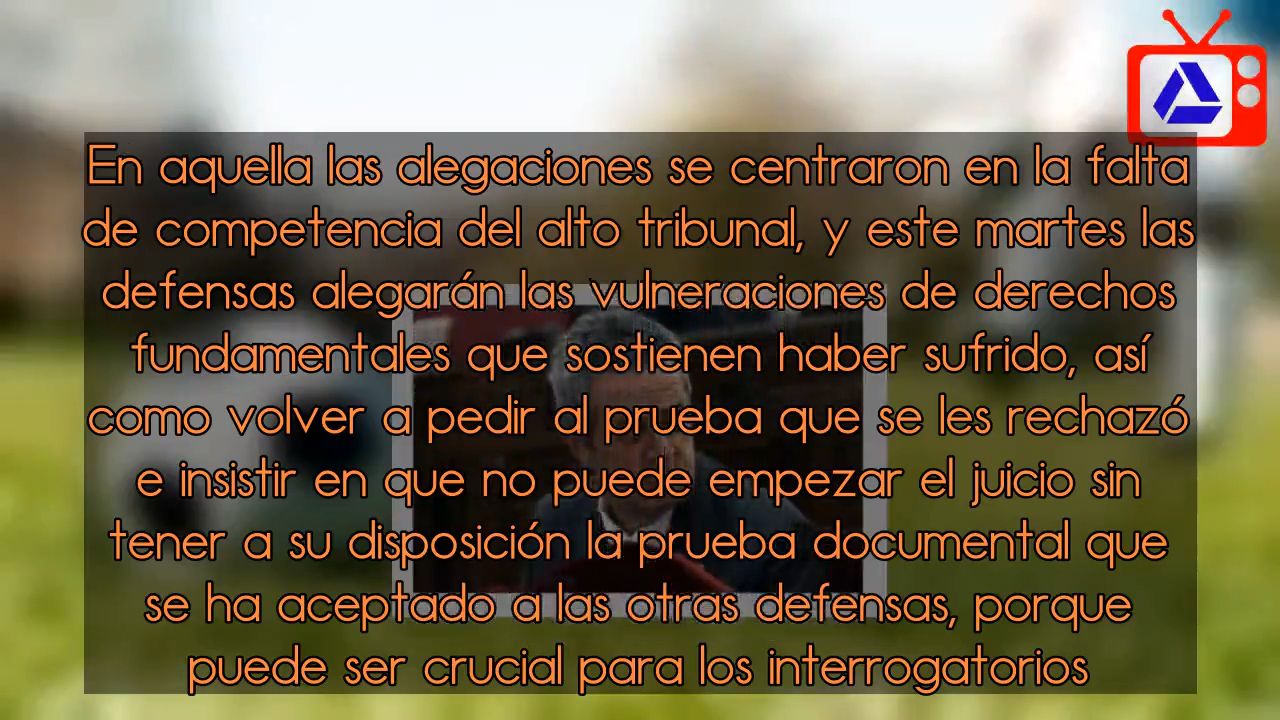 En aquella las alegaciones se centraron en la falta
de competencia del alto tribunal, y este martes las
defensas alegarán las vulneraciones de derechos
fundamentales que sostienen haber sufrido, así
como volver a pedir al prueba que se les rechazó
e insistir en que no puede empezar el juicio sin
tener a su disposición la prueba documental que
se ha aceptado a las otras defensas, porque
puede ser crucial para los interrogatorios